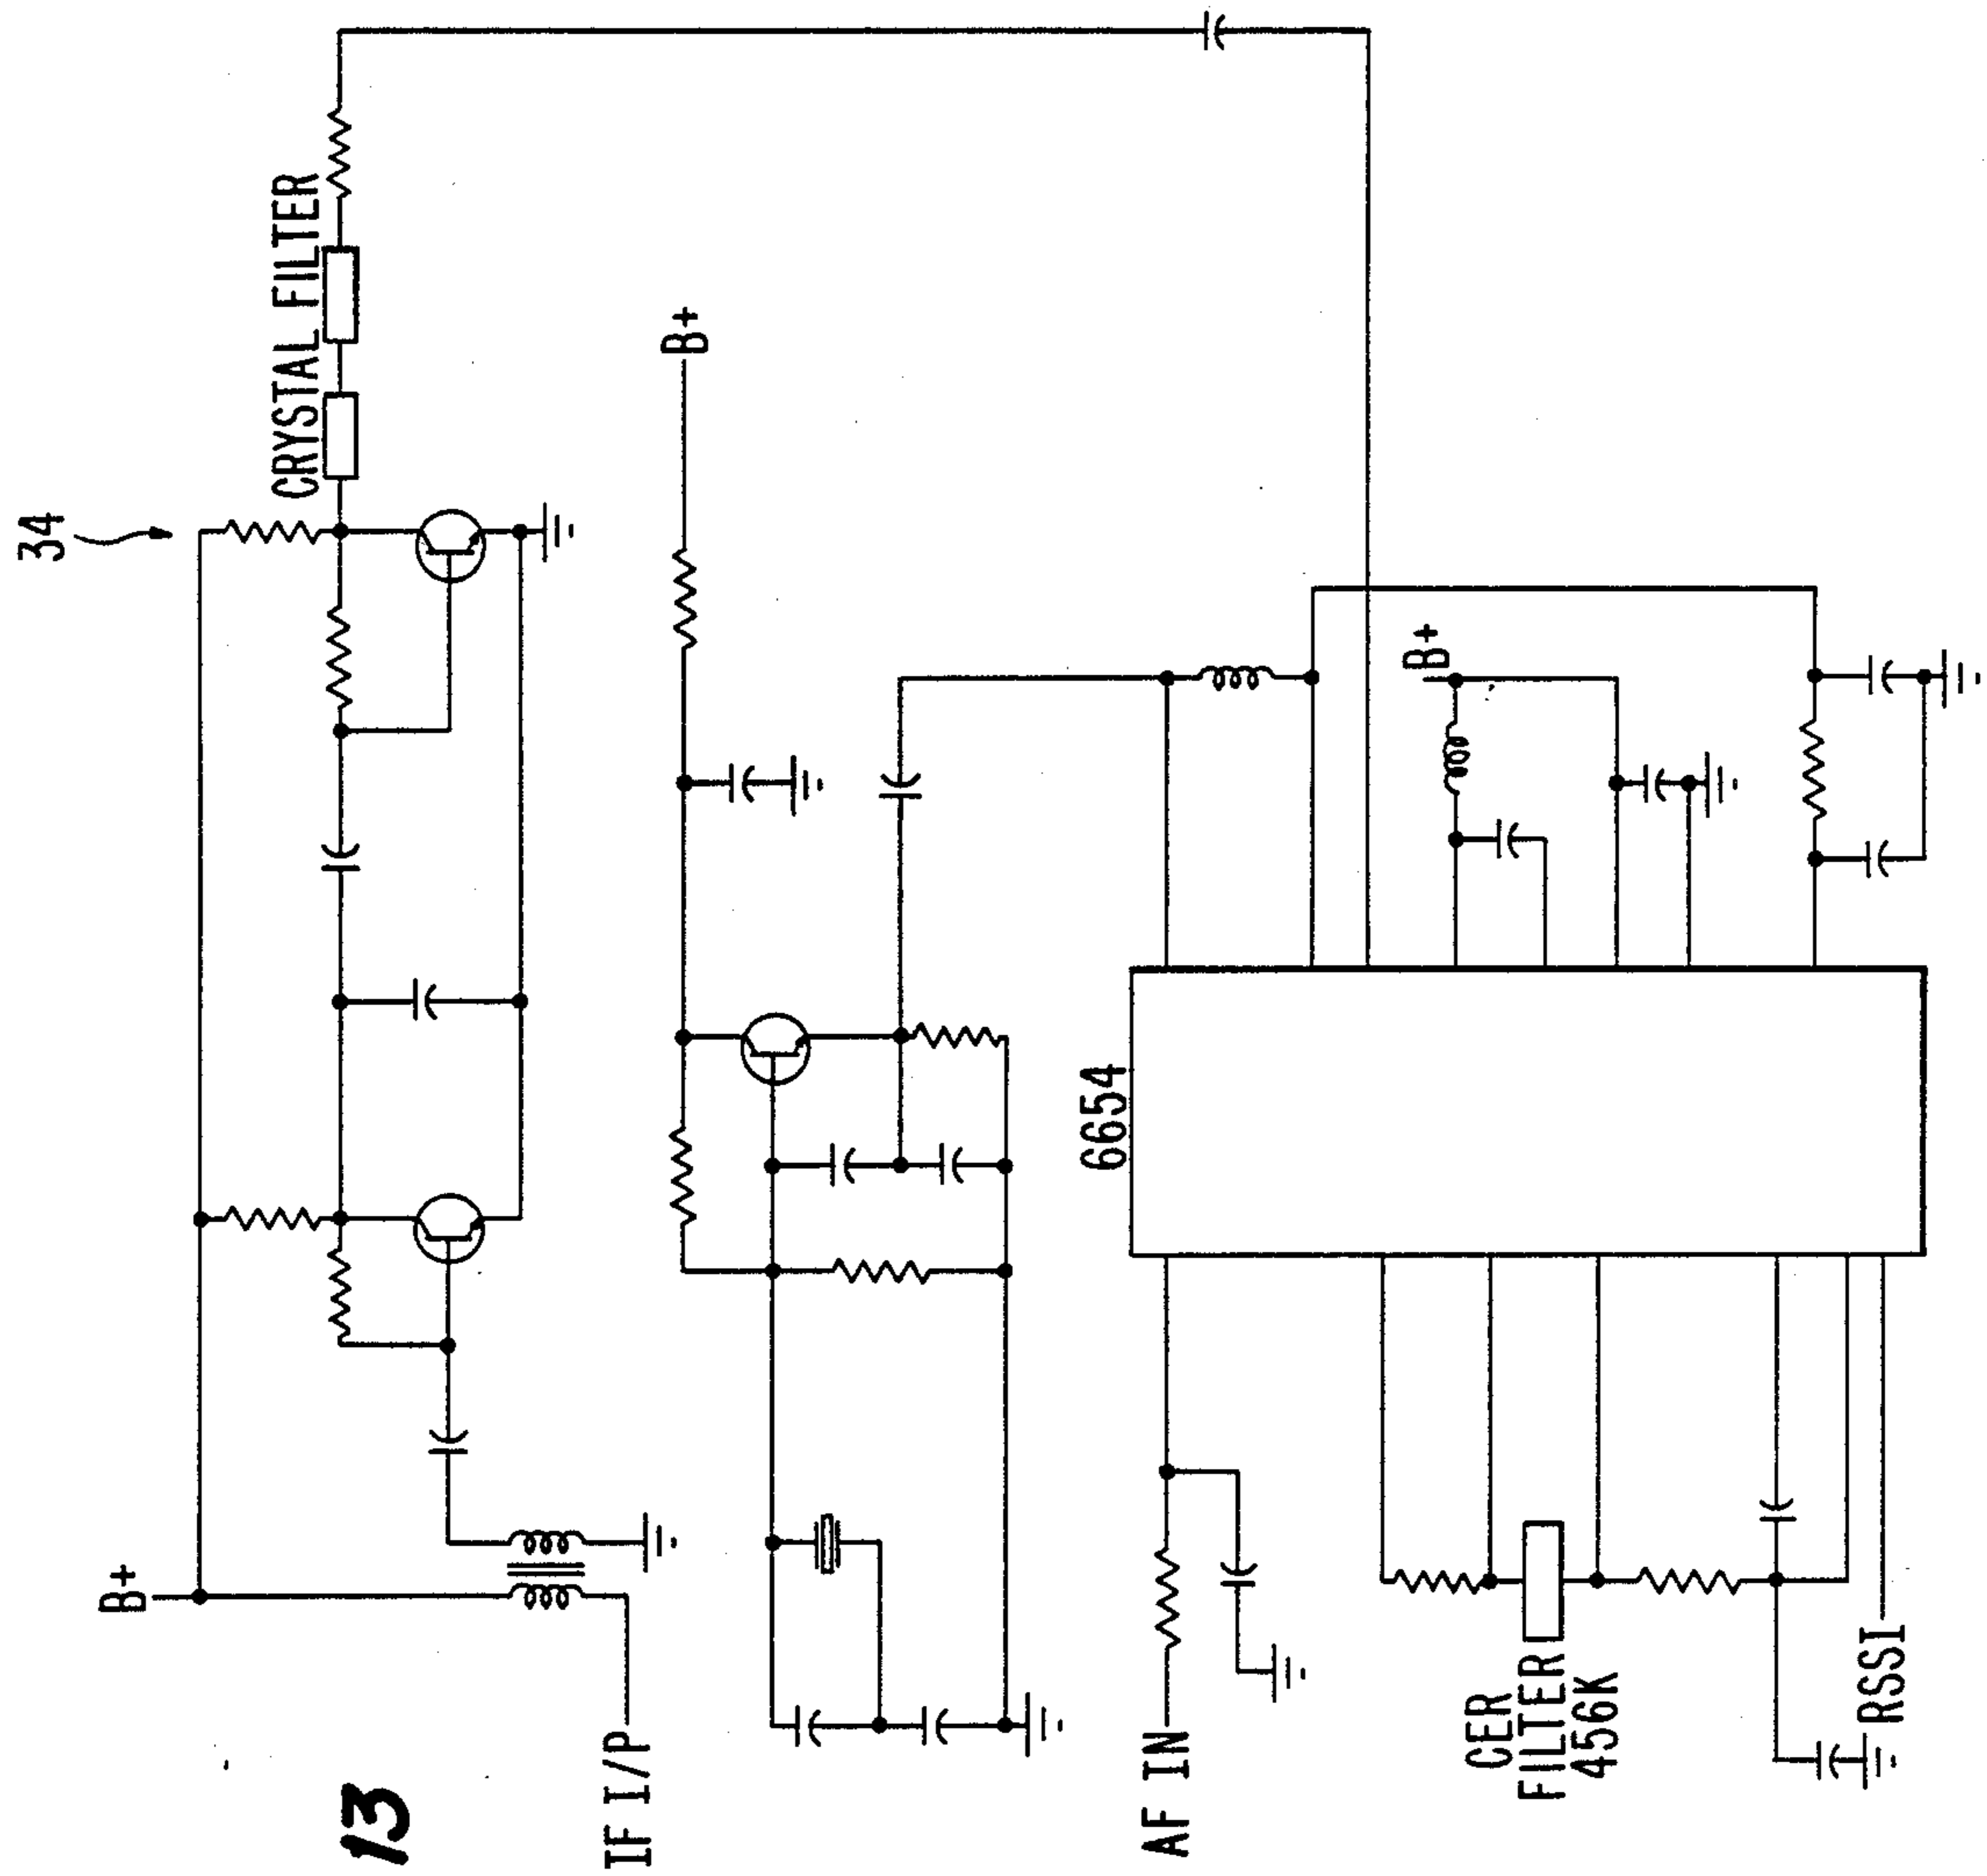 13
34
B+
IF I/P
CRYSTAL FILTER
B+
6654
AF IN
B+
CER
FILTER
456K
RSSI